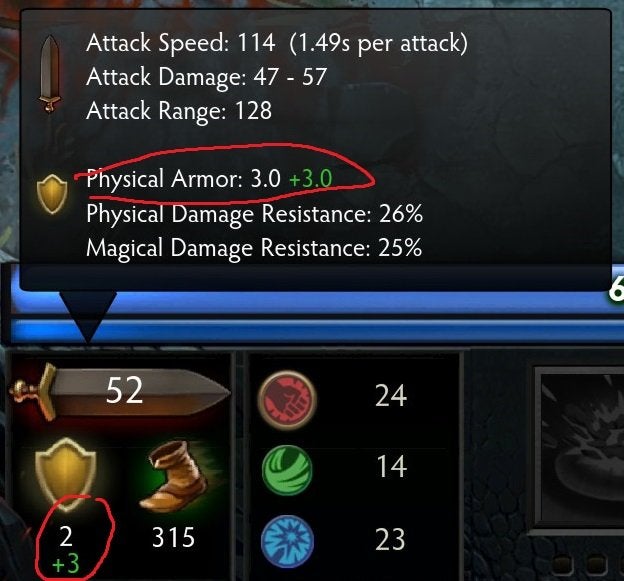 Attack Speed: 114 (1.49s per attack)
Attack Damage: 47 - 57
Attack Range: 128
Physical Armor: 3.0 +3.0
Physical Damage Resistance: 26%
Magical Damage Resistance: 25%
6
52
24
14
2
+3
315
23